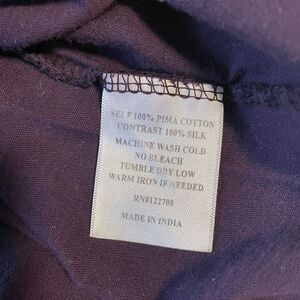 SELF 100% PIMA COTTON
CONTRAST 100% SILK
MACHINE WASH COLD
NO BLEACH
TUMBLE DRY LOW
WARM IRON IF NEEDED
RN#122708
MADE IN INDIA